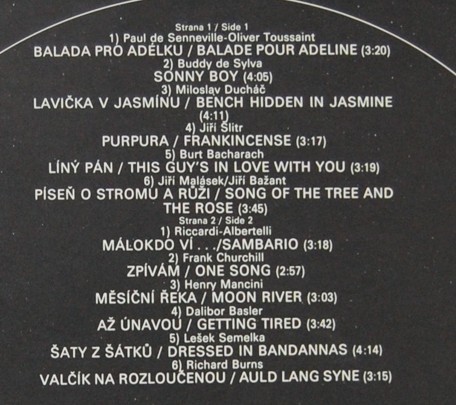 Strana 1 / Side 1
1) Paul de Senneville-Oliver Toussaint
BALADA PRO ADÉLKU / BALADE POUR ADELINE (3:20)
2) Buddy de Sylva
SONNY BOY (4:05)
3) Miloslav Ducháč
LAVIČKA V JASMÍNU / BENCH HIDDEN IN JASMINE
(4:11)
4) Jiří Šlitr
PURPURA / FRANKINCENSE (3:17)
5) Burt Bacharach
LÍNÝ PÁN / THIS GUY'S IN LOVE WITH YOU (3:19)
6) Jiří Malásek/Jiří Bažant
PÍSEŇ O STROMU A RŮŽI / SONG OF THE TREE AND
THE ROSE (3:45)
Strana 2 / Side 2
1) Riccardi-Albertelli
MÁLOKDO VÍ . . ./SAMBARIO (3:18)
2) Frank Churchill
ZPÍVÁM / ONE SONG (2:57)
3) Henry Mancini
MĚSÍČNÍ ŘEKA / MOON RIVER (3:03)
4) Dalibor Basler
AŽ ÚNAVOU / GETTING TIRED (3:42)
5) Lešek Semelka
ŠATY Z ŠÁTKŮ / DRESSED IN BANDANNAS (4:14)
6) Richard Burns
VALČÍK NA ROZLOUČENOU / AULD LANG SYNE (3:15)